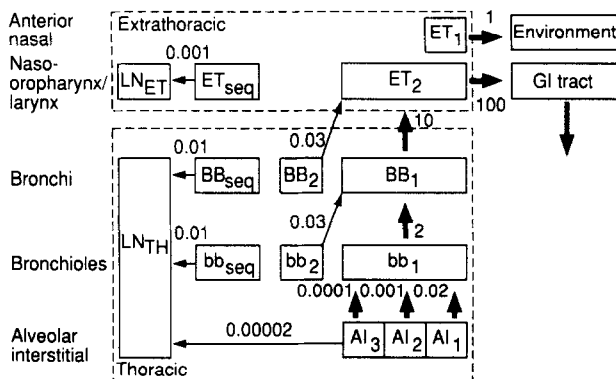 Anterior nasal
Extrathoracic
ET1
1
Environment
Naso-oropharynx/larynx
LNET
0.001
ETseq
ET2
100
GI tract
0.03
10
Bronchi
0.01
BBseq
BB2
BB1
LNTH
0.01
0.03
2
Bronchioles
bbseq
bb2
bb1
0.0001
0.001
0.02
Alveolar interstitial
0.00002
AI3
AI2
AI1
Thoracic